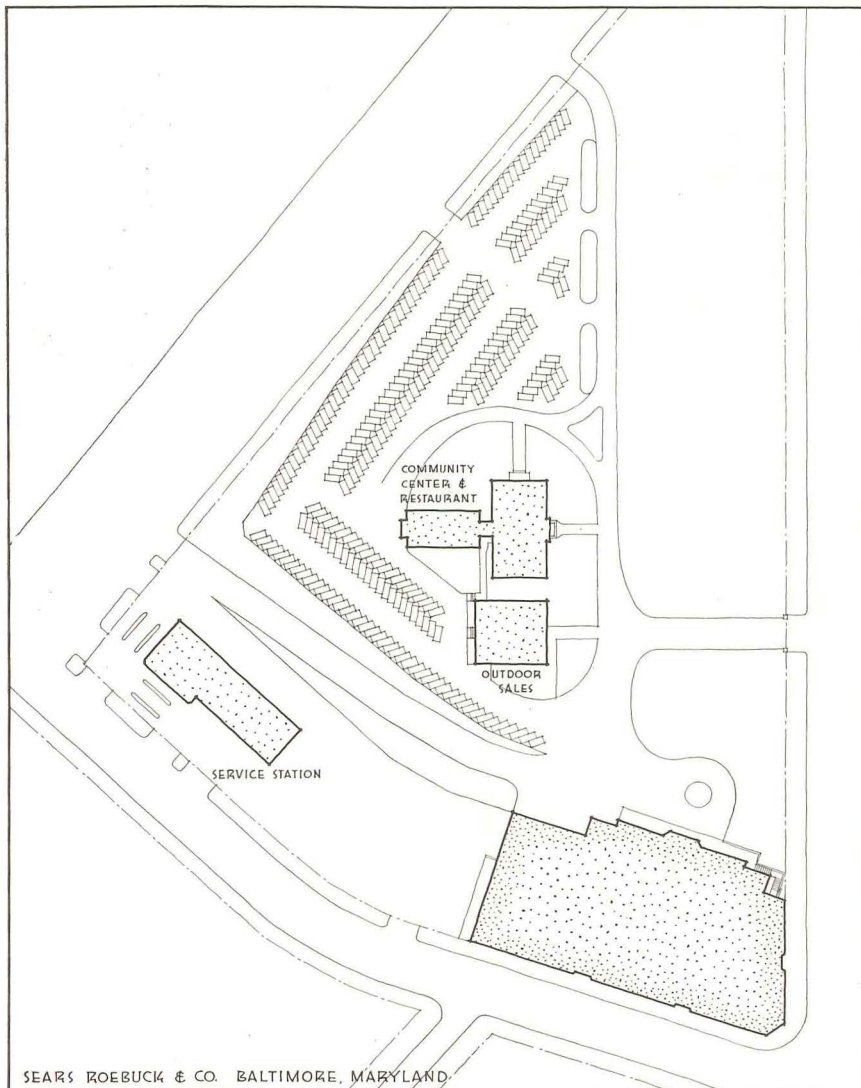 COMMUNITY
CENTER &
RESTAURANT
OUTDOOR
SALES
SERVICE STATION
SEARS ROEBUCK & CO. BALTIMORE, MARYLAND